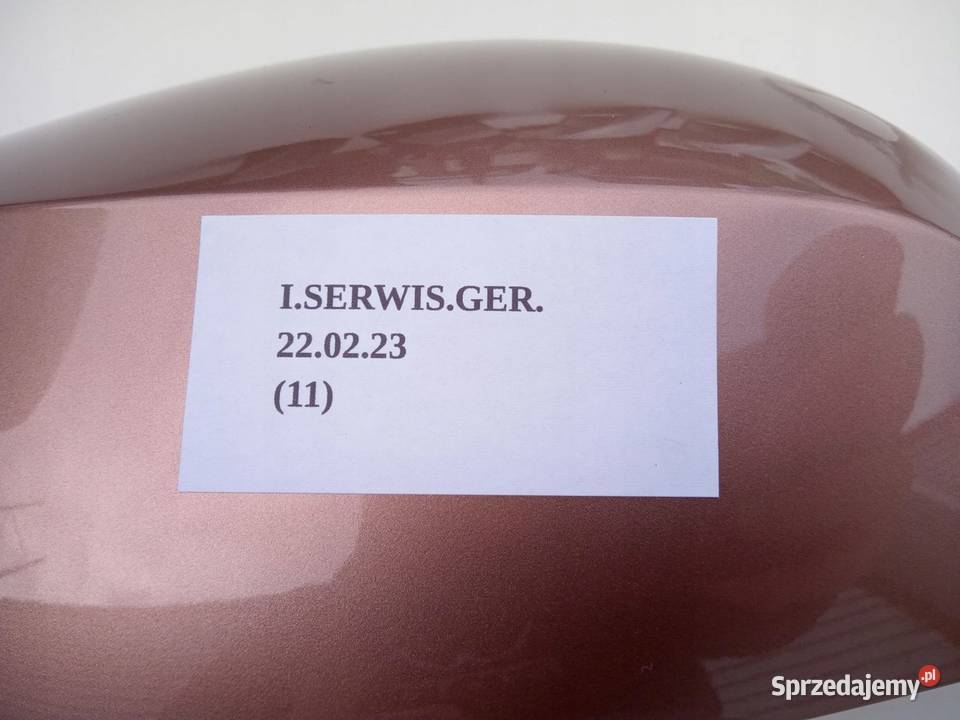 I.SERWIS.GER.
22.02.23
(11)
Sprzedajemy.pl